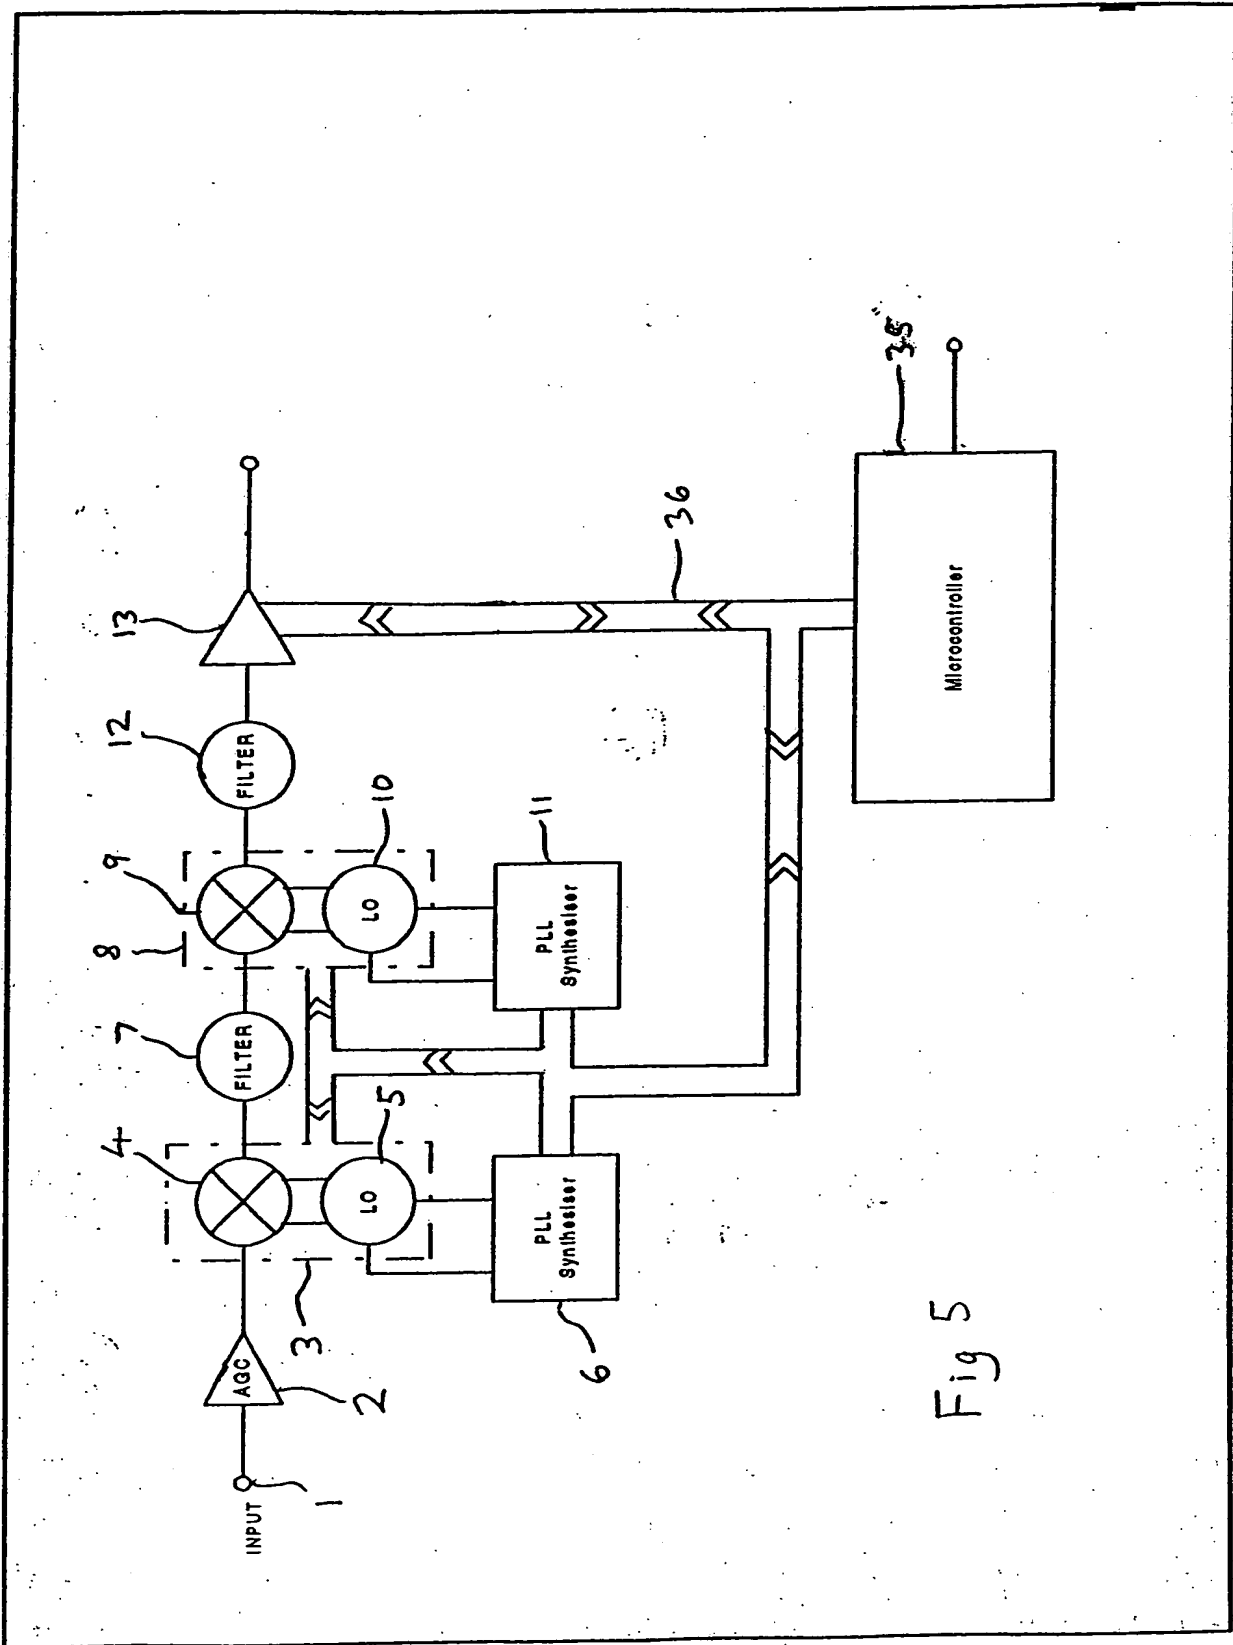 INPUT
1
AGC
2
3
4
LO
5
PLL
Synthesiser
6
FILTER
7
8
9
LO
10
PLL
Synthesiser
11
FILTER
12
13
36
35
Microcontroller
Fig 5